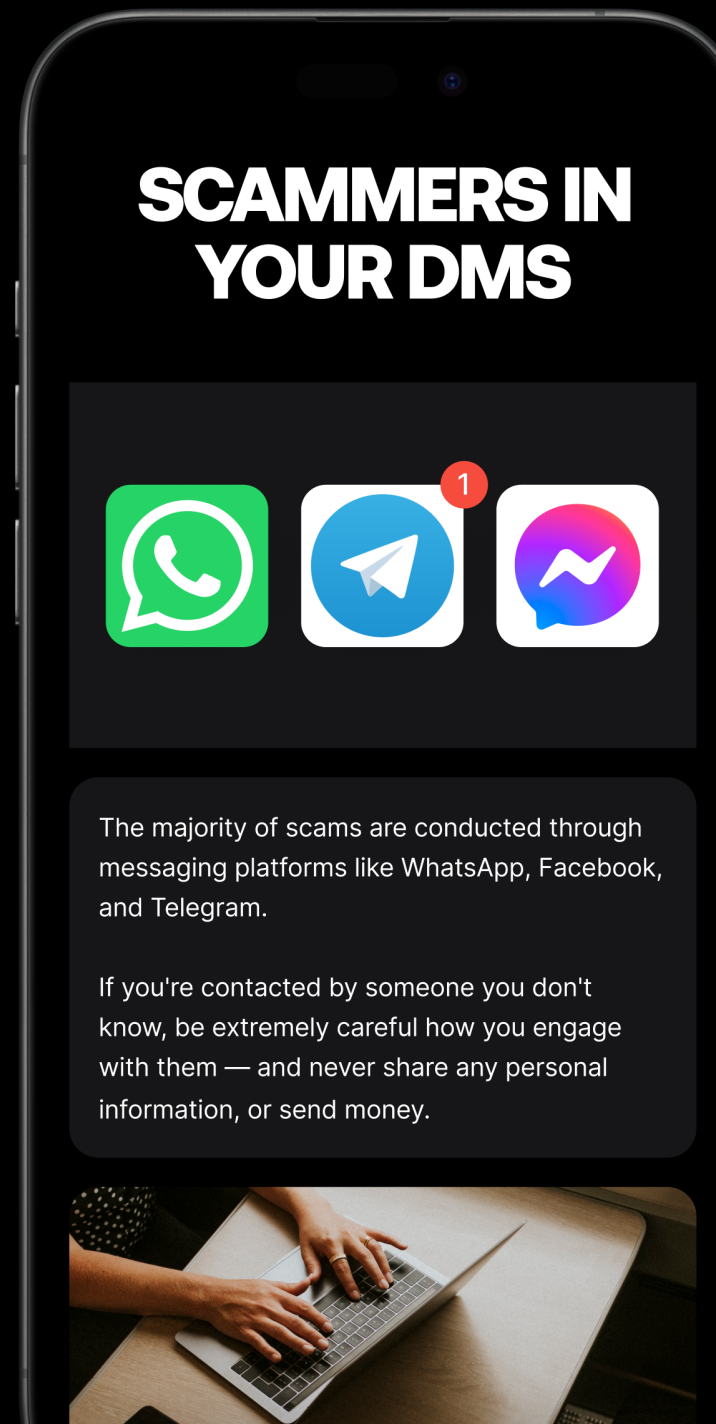 SCAMMERS IN
YOUR DMS
1
The majority of scams are conducted through
messaging platforms like WhatsApp, Facebook,
and Telegram.
If you're contacted by someone you don't
know, be extremely careful how you engage
with them — and never share any personal
information, or send money.